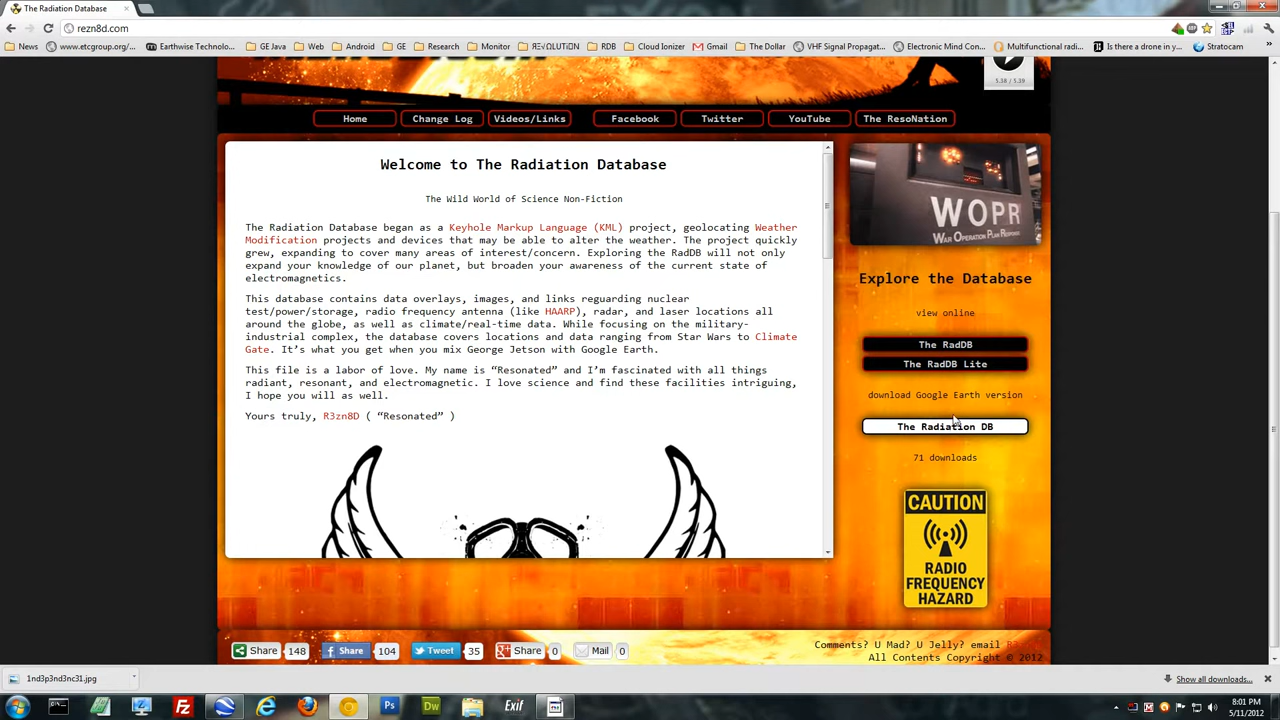 The Radiation Database
rezn8d.com
News
www.etcgroup.org/...
Earthwise Technolo...
GE Java
Web
Android
GE
Research
Monitor
RDB
Cloud Ionizer
Gmail
The Dollar
VHF Signal Propagat...
Electronic Mind Con...
Multifunctional radi...
Is there a drone in y...
Stratocam
1.50 / 1.50
Home
Change Log
Videos/Links
Facebook
Twitter
YouTube
The ResoNation
Welcome to The Radiation Database
The Wild World of Science Non-Fiction
The Radiation Database began as a Keyhole Markup Language (KML) project, geolocating Weather
Modification projects and devices that may be able to alter the weather. The project quickly
grew, expanding to cover many areas of interest/concern. Exploring the RadDB will not only
expand your knowledge of our planet, but broaden your awareness of the current state of
electromagnetics.
This database contains data overlays, images, and links reguarding nuclear
test/power/storage, radio frequency antenna (like HAARP), radar, and laser locations all
around the globe, as well as climate/real-time data. While focusing on the military-
industrial complex, the database covers locations and data ranging from Star Wars to Climate
Gate. It's what you get when you mix George Jetson with Google Earth.
This file is a labor of love. My name is “Resonated” and I'm fascinated with all things
radiant, resonant, and electromagnetic. I love science and find these facilities intriguing,
I hope you will as well.
Yours truly, R3zn8D ( “Resonated” )
WOPR
War Operation Plan Response
Explore the Database
view online
The RadDB
The RadDB Lite
download Google Earth version
The Radiation DB
71 downloads
CAUTION
RADIO
FREQUENCY
HAZARD
Share 148
Share 104
Tweet 35
Share 0
Mail 0
Comments? U Mad? U Jelly? email
All Contents Copyright © 2012
1nd3p3nd3nc31.jpg
Show all downloads...
Ps
Dw
Exif
8:01 PM
5/11/2012